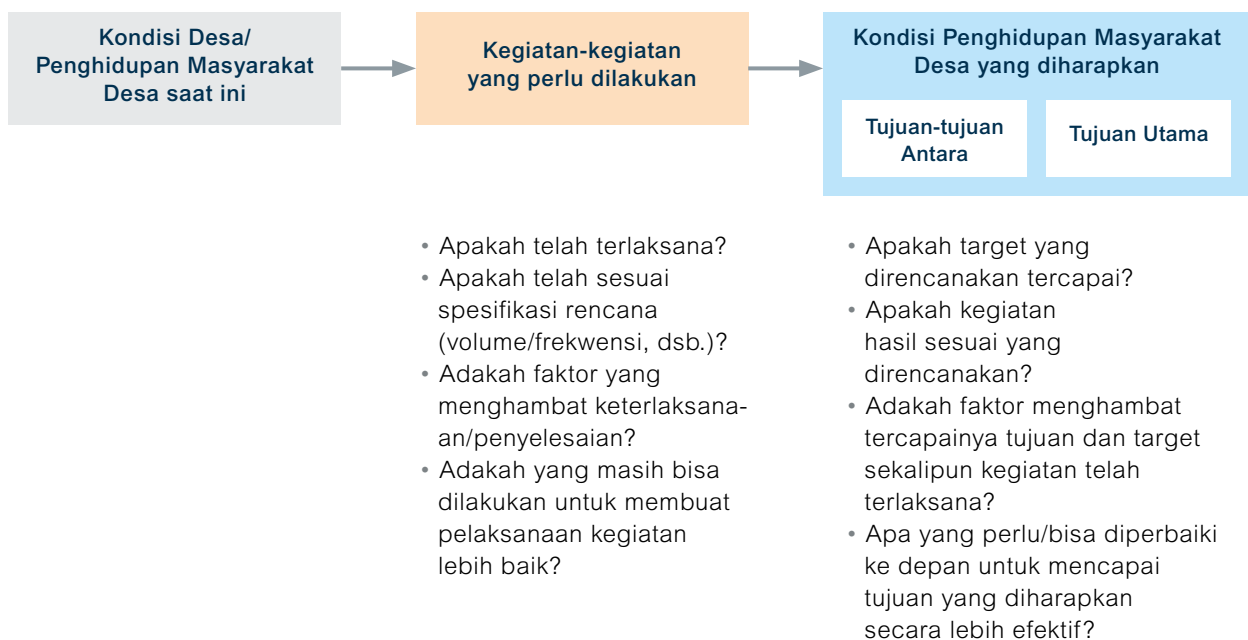 Kondisi Desa/
Penghidupan Masyarakat
Desa saat ini
Kegiatan-kegiatan
yang perlu dilakukan
Kondisi Penghidupan Masyarakat
Desa yang diharapkan
Tujuan-tujuan
Antara
Tujuan Utama
• Apakah telah terlaksana?
• Apakah telah sesuai
spesifikasi rencana
(volume/frekwensi, dsb.)?
• Adakah faktor yang
menghambat keterlaksana-
an/penyelesaian?
• Adakah yang masih bisa
dilakukan untuk membuat
pelaksanaan kegiatan
lebih baik?
• Apakah target yang
direncanakan tercapai?
• Apakah kegiatan
hasil sesuai yang
direncanakan?
• Adakah faktor menghambat
tercapainya tujuan dan target
sekalipun kegiatan telah
terlaksana?
• Apa yang perlu/bisa diperbaiki
ke depan untuk mencapai
tujuan yang diharapkan
secara lebih efektif?